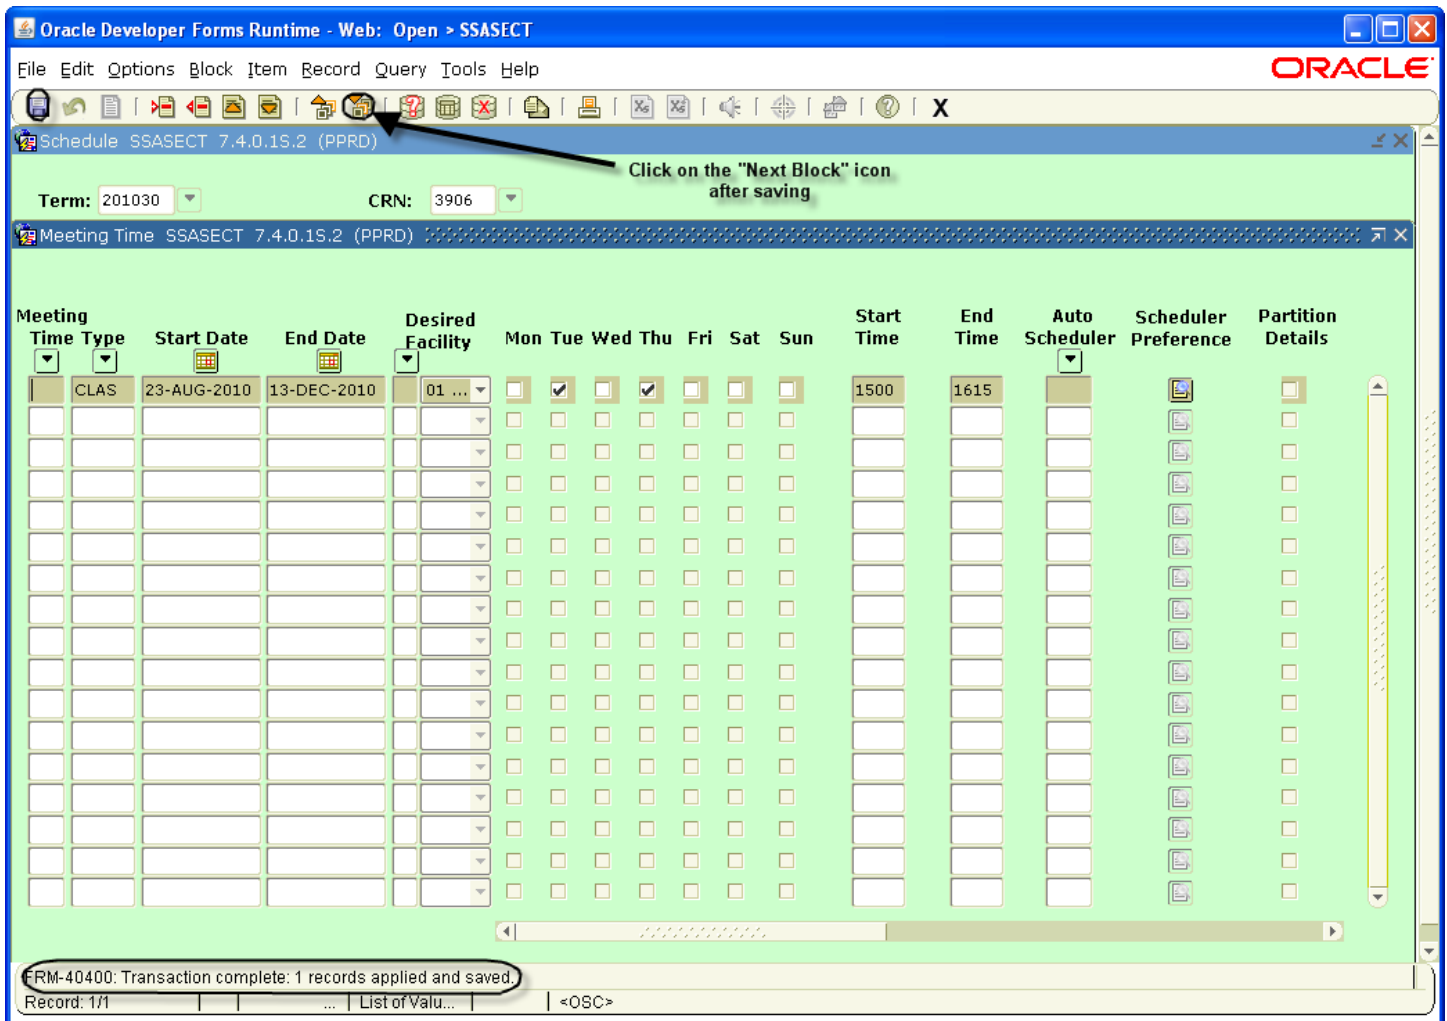 Oracle Developer Forms Runtime - Web:  Open > SSASECT
File Edit Options Block Item Record Query Tools Help
ORACLE
X
Schedule SSASECT 7.4.0.1S.2 (PPRD)
Click on the "Next Block" icon
after saving
Term: 201030 CRN: 3906
Meeting Time SSASECT 7.4.0.1S.2 (PPRD)
Meeting Desired Start End Auto Scheduler Partition
Time Type Start Date End Date Facility Mon Tue Wed Thu Fri Sat Sun Time Time Scheduler Preference Details
CLAS 23-AUG-2010 13-DEC-2010 01 ... 1500 1615
FRM-40400: Transaction complete: 1 records applied and saved.
Record: 1/1 ... List of Valu... <OSC>